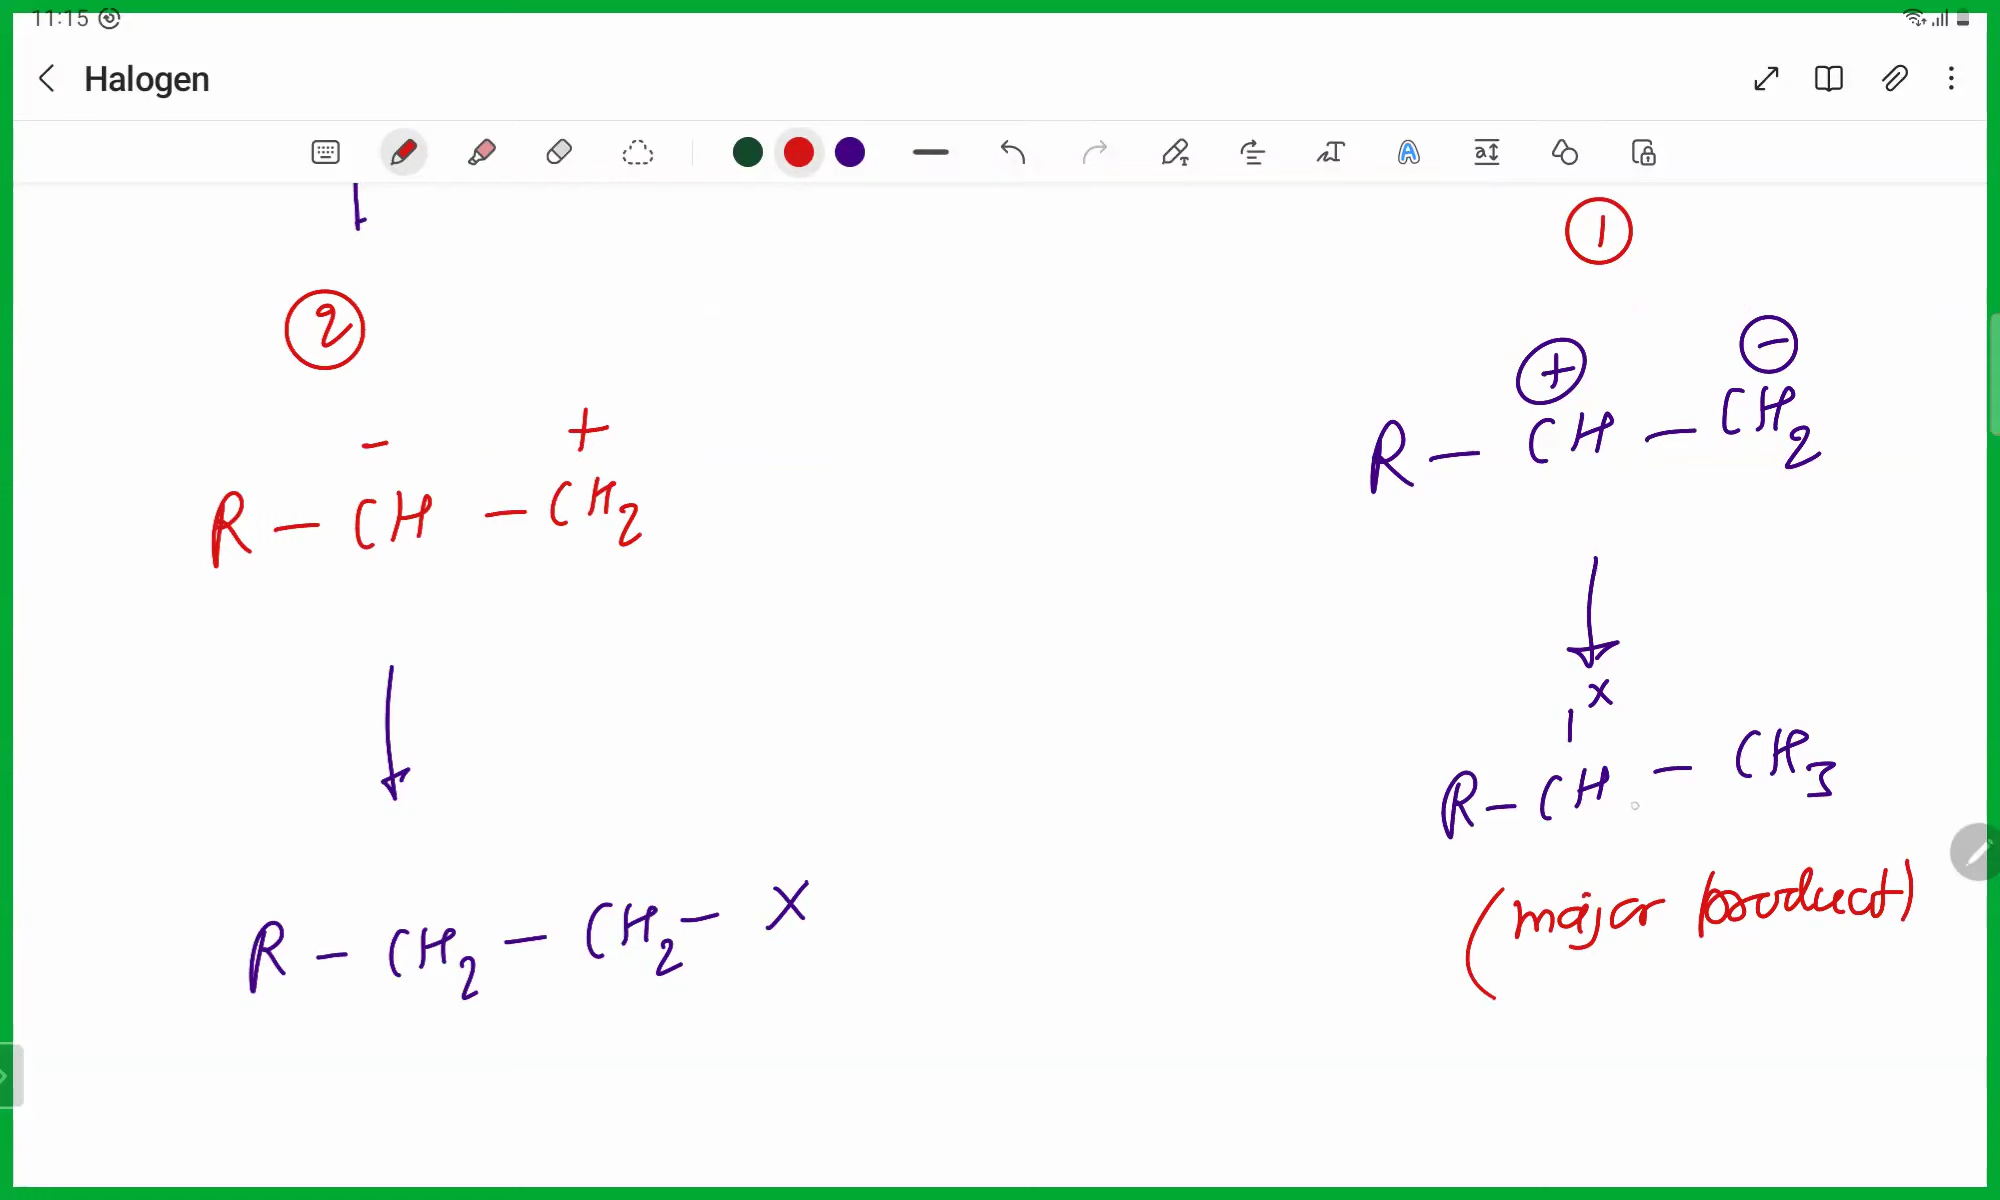 11:15
Halogen
1
2
+ −
R — CH — CH2
− +
R — CH — CH2
X
R — CH — CH3
(major product)
R — CH2 — CH2 — X